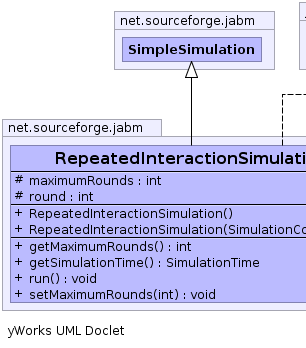 net.sourceforge.jabm
SimpleSimulation
net.sourceforge.jabm
RepeatedInteractionSimulati
# maximumRounds : int
# round : int
+ RepeatedInteractionSimulation()
+ RepeatedInteractionSimulation(SimulationCo
+ getMaximumRounds() : int
+ getSimulationTime() : SimulationTime
+ run() : void
+ setMaximumRounds(int) : void
yWorks UML Doclet